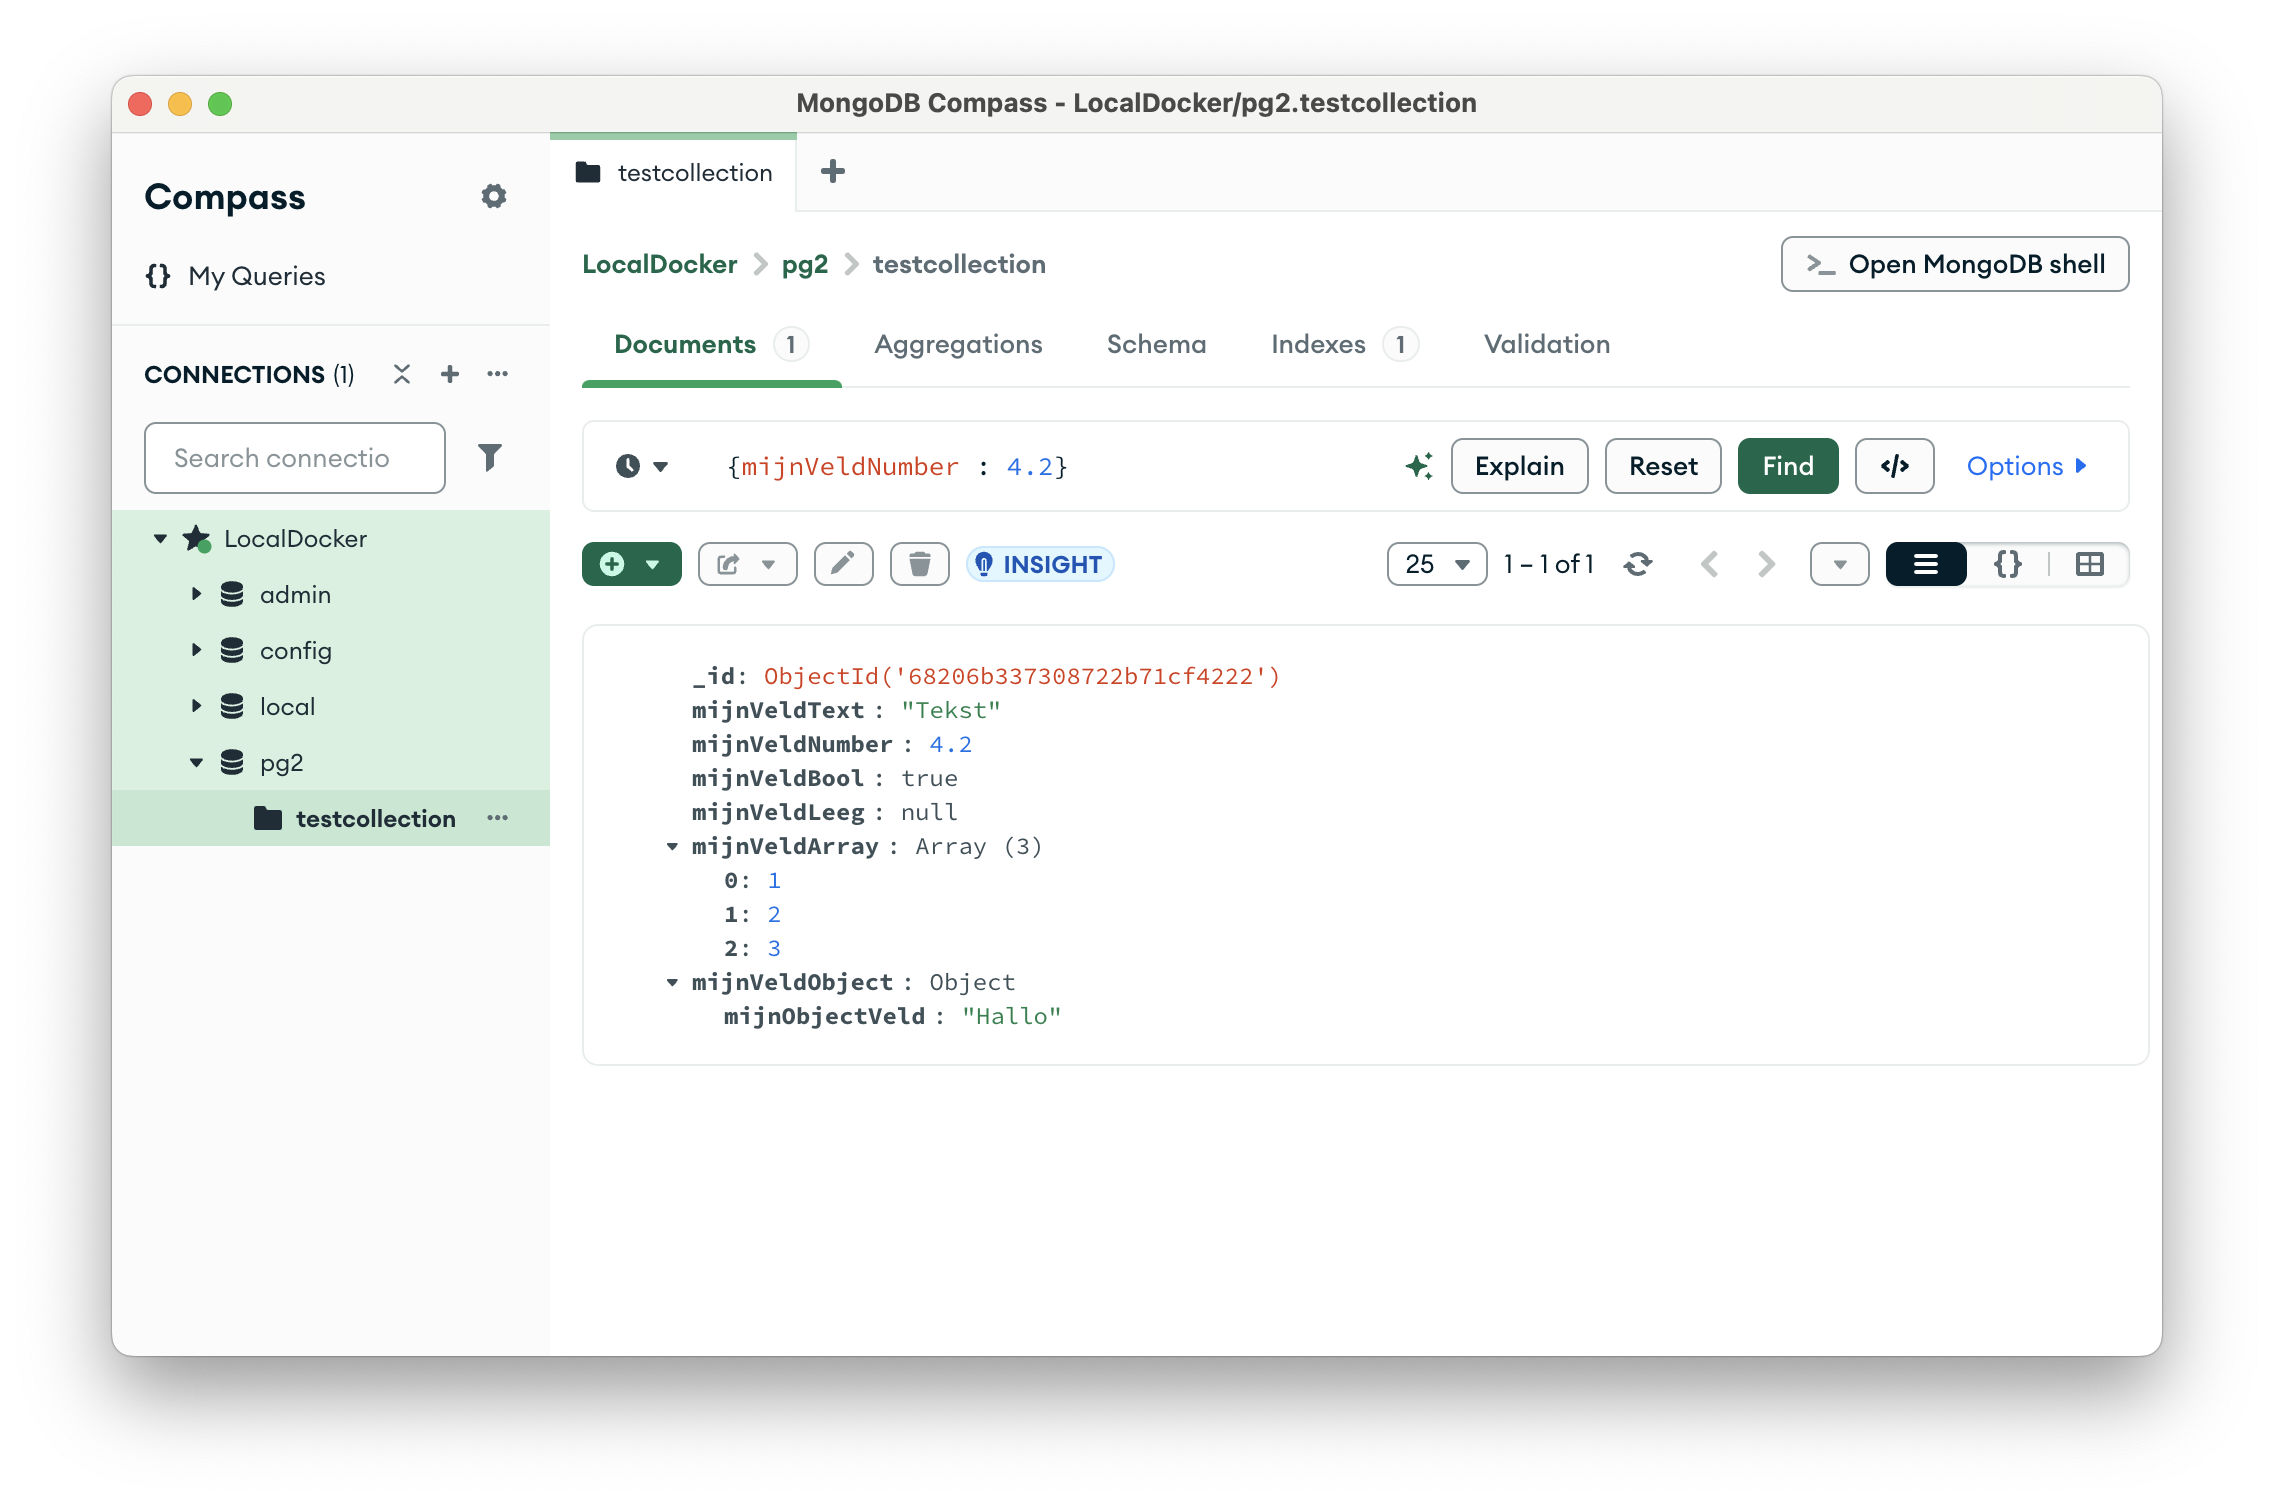 MongoDB Compass - LocalDocker/pg2.testcollection
Compass
My Queries
CONNECTIONS (1)
Search connectio
LocalDocker
admin
config
local
pg2
testcollection
testcollection
LocalDocker pg2 testcollection
Open MongoDB shell
Documents 1 Aggregations Schema Indexes 1 Validation
{mijnVeldNumber : 4.2}
Explain Reset Find </> Options
INSIGHT
25 1 – 1 of 1 {}
_id: ObjectId('68206b337308722b71cf4222')
mijnVeldText : "Tekst"
mijnVeldNumber : 4.2
mijnVeldBool : true
mijnVeldLeeg : null
mijnVeldArray : Array (3)
0: 1
1: 2
2: 3
mijnVeldObject : Object
mijnObjectVeld : "Hallo"